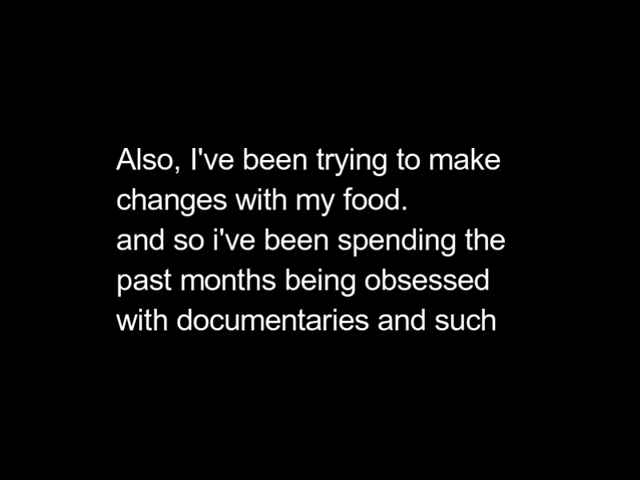 Also, I've been trying to make
changes with my food.
and so i've been spending the
past months being obsessed
with documentaries and such